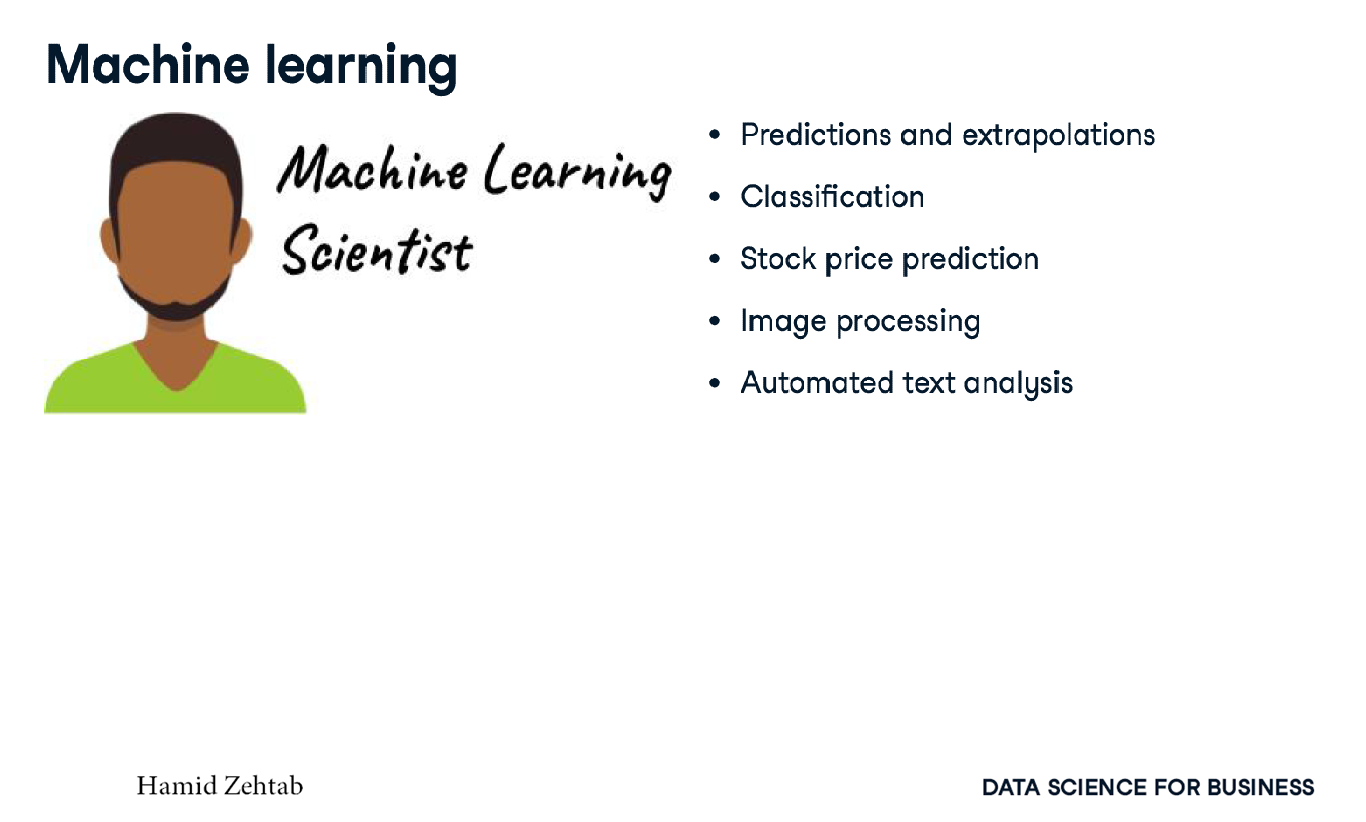 Machine learning
Machine Learning
Scientist
• Predictions and extrapolations
• Classification
• Stock price prediction
• Image processing
• Automated text analysis
Hamid Zehtab
DATA SCIENCE FOR BUSINESS